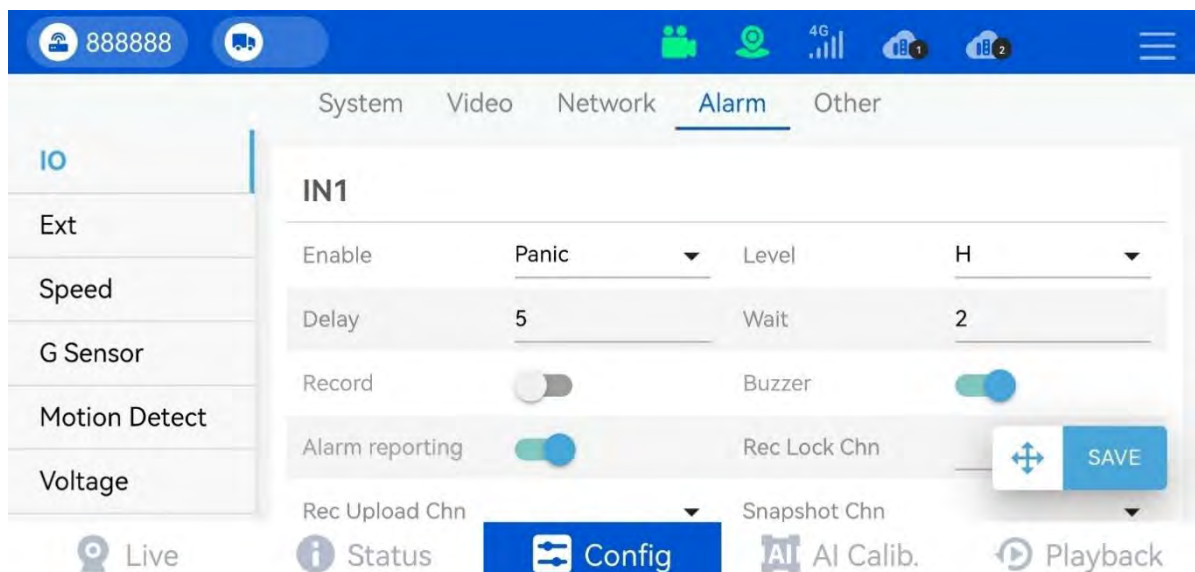 888888
4G
1
2
System Video Network Alarm Other
IO
Ext
Speed
G Sensor
Motion Detect
Voltage
IN1
Enable Panic Level H
Delay 5 Wait 2
Record Buzzer
Alarm reporting Rec Lock Chn
SAVE
Rec Upload Chn Snapshot Chn
Live Status Config AI AI Calib. Playback